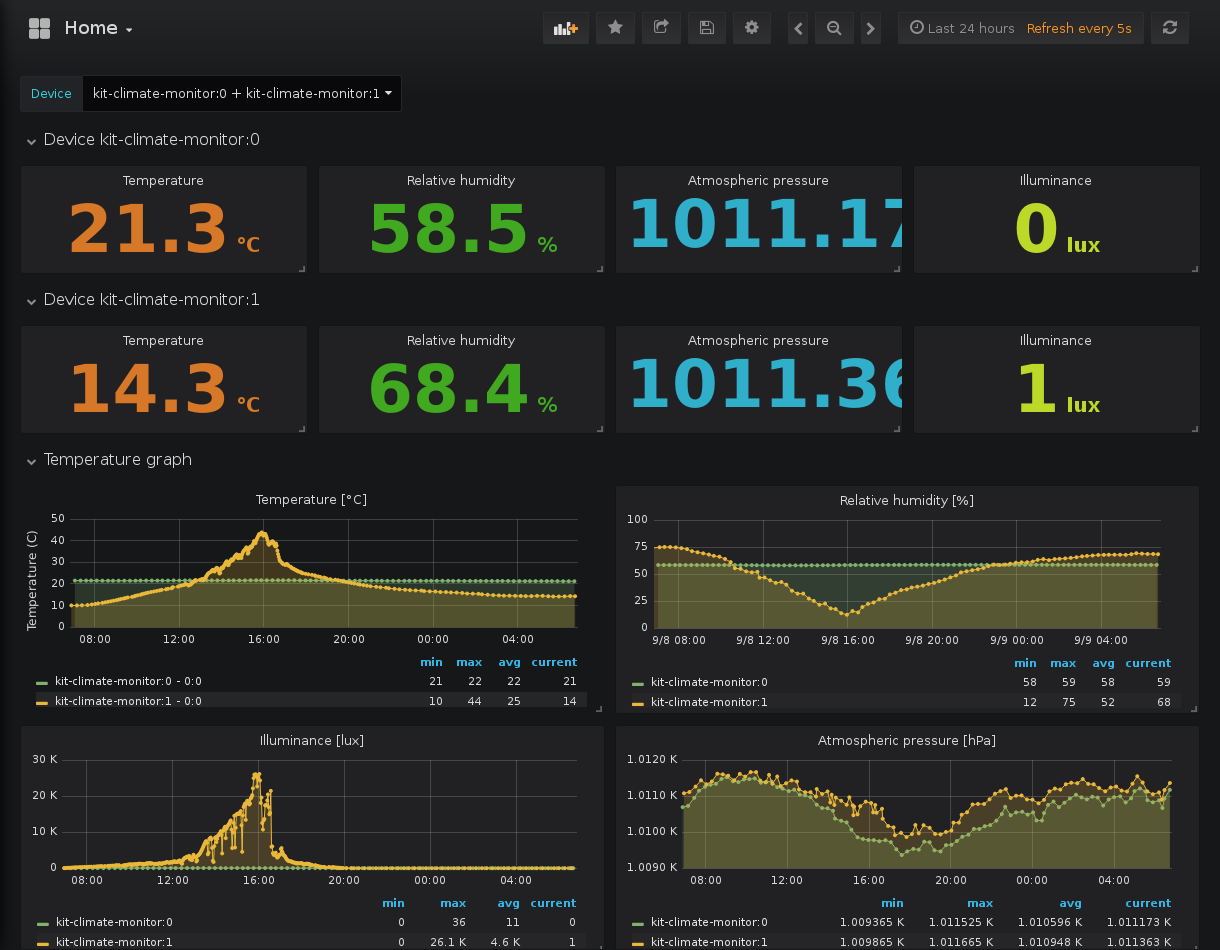 Home
Last 24 hours Refresh every 5s
Device kit-climate-monitor:0 + kit-climate-monitor:1
Device kit-climate-monitor:0
Temperature Relative humidity Atmospheric pressure Illuminance
21.3 °C 58.5 % 1011.17 0 lux
Device kit-climate-monitor:1
Temperature Relative humidity Atmospheric pressure Illuminance
14.3 °C 68.4 % 1011.36 1 lux
Temperature graph
Temperature [°C]
Temperature (C)
50
40
30
20
10
0
08:00 12:00 16:00 20:00 00:00 04:00
min max avg current
kit-climate-monitor:0 - 0:0 21 22 22 21
kit-climate-monitor:1 - 0:0 10 44 25 14
Relative humidity [%]
100
75
50
25
0
9/8 08:00 9/8 12:00 9/8 16:00 9/8 20:00 9/9 00:00 9/9 04:00
min max avg current
kit-climate-monitor:0 58 59 58 59
kit-climate-monitor:1 12 75 52 68
Illuminance [lux]
30 K
20 K
10 K
0
08:00 12:00 16:00 20:00 00:00 04:00
min max avg current
kit-climate-monitor:0 0 36 11 0
kit-climate-monitor:1 0 26.1 K 4.6 K 1
Atmospheric pressure [hPa]
1.0120 K
1.0110 K
1.0100 K
1.0090 K
08:00 12:00 16:00 20:00 00:00 04:00
min max avg current
kit-climate-monitor:0 1.009365 K 1.011525 K 1.010596 K 1.011173 K
kit-climate-monitor:1 1.009865 K 1.011665 K 1.010948 K 1.011363 K